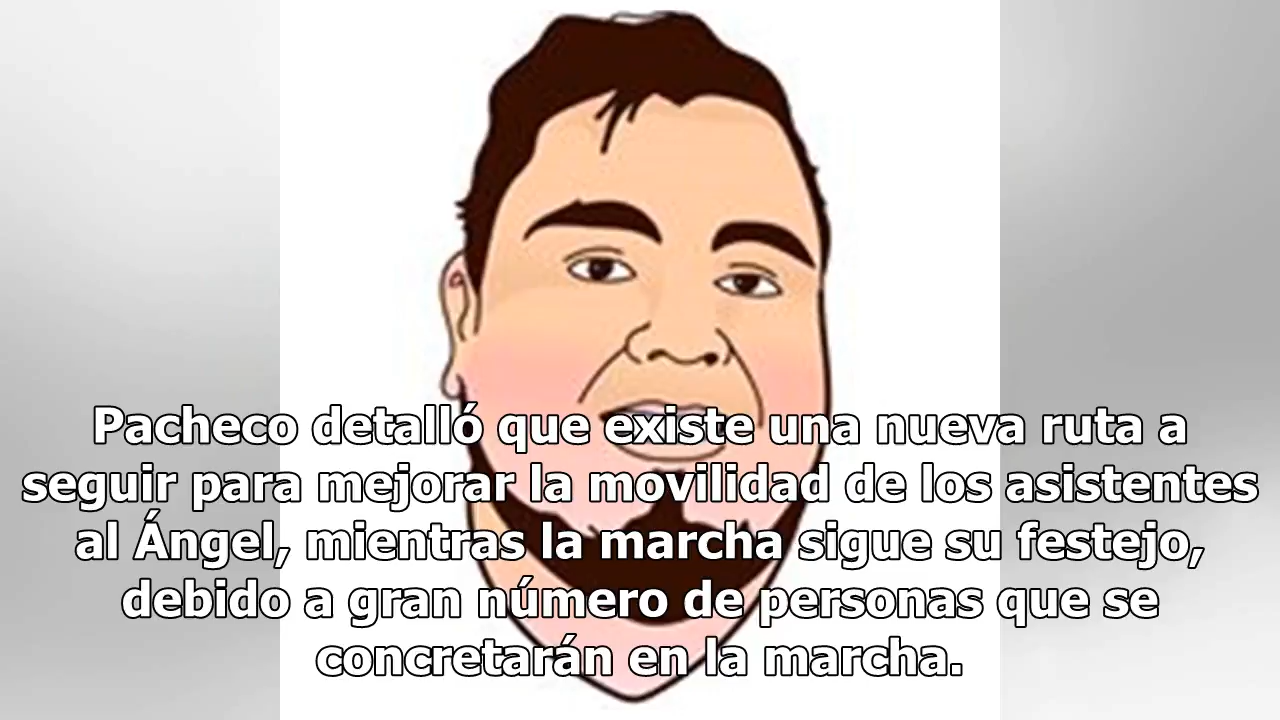 Pacheco detalló que existe una nueva ruta a
seguir para mejorar la movilidad de los asistentes
al Ángel, mientras la marcha sigue su festejo,
debido a gran número de personas que se
concretarán en la marcha.